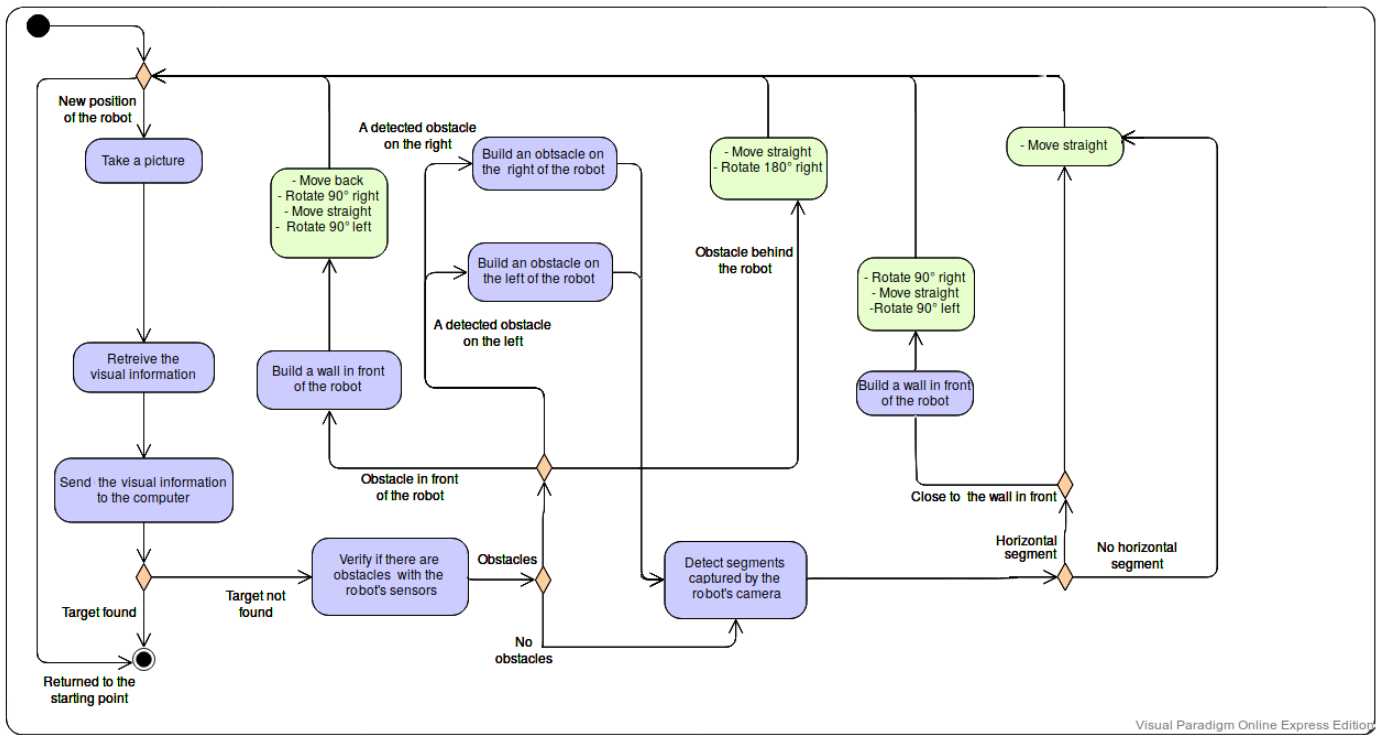 New position
of the robot
Take a picture
Retreive the
visual information
Send  the visual information
to the computer
Target found
Returned to the
starting point
Target not
found
Verify if there are
obstacles  with the
robot's sensors
Obstacles
No
obstacles
Obstacle in front
of the robot
Build a wall in front
of the robot
- Move back
- Rotate 90° right
- Move straight
-  Rotate 90° left
A detected obstacle
on the right
Build an obtsacle on
the  right of the robot
Build an obstacle on
the left of the robot
A detected obstacle
on the left
Obstacle behind
the robot
- Move straight
- Rotate 180° right
Detect segments
captured by the
robot's camera
Horizontal
segment
No horizontal
segment
Close to  the wall in front
Build a wall in front
of the robot
- Rotate 90° right
- Move straight
-Rotate 90° left
- Move straight
Visual Paradigm Online Express Edition